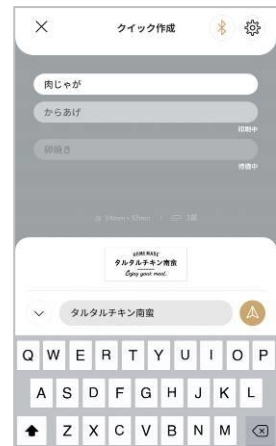 クイック作成
肉じゃが
からあげ
印刷中
卵焼き
待機中
HOME MADE
タルタルチキン南蛮
Enjoy your meal.
タルタルチキン南蛮
Q W E R T Y U I O P
A S D F G H J K L
Z X C V B N M